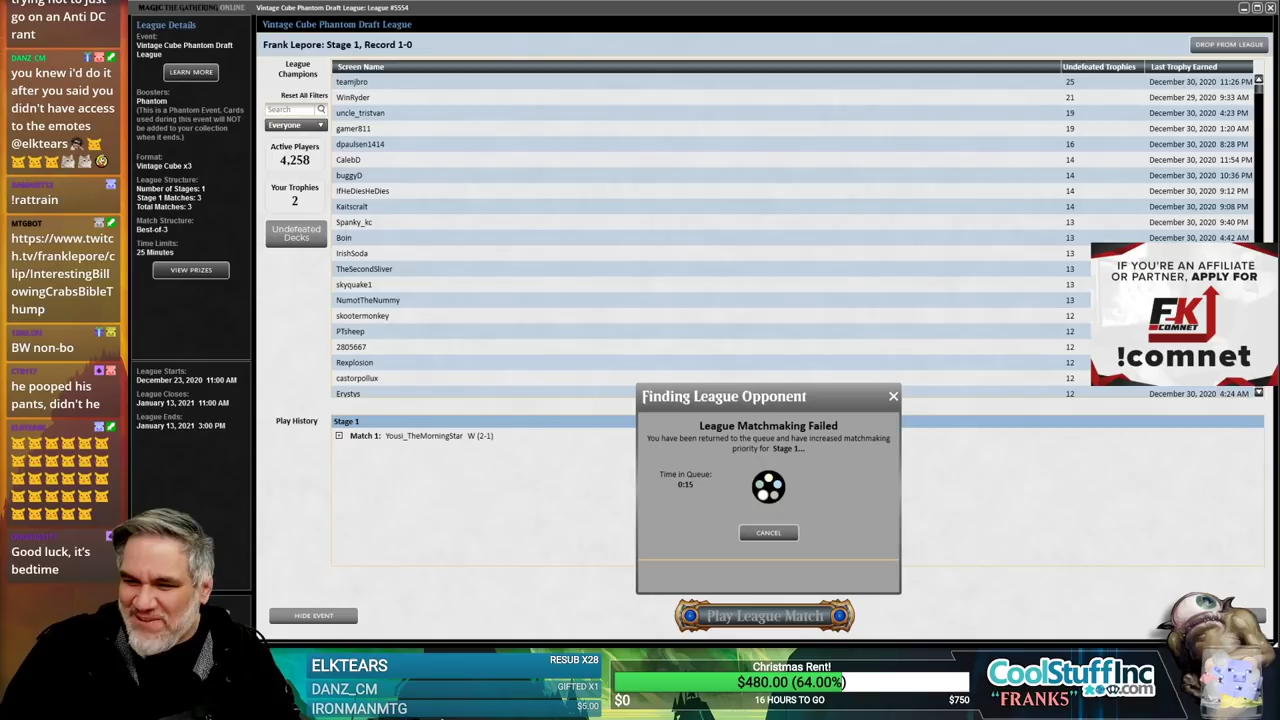 trying not to just
go on an Anti DC
rant
DANZ_CM
you knew i'd do it
after you said you
didn't have access
to the emotes
@elktears
!rattrain
MTGBOT
https://www.twitc
h.tv/franklepore/c
lip/InterestingBill
owingCrabsBibleT
hump
BW non-bo
he pooped his
pants, didn't he
Good luck, it's
bedtime
MAGIC THE GATHERING ONLINE
League Details
Event:
Vintage Cube Phantom Draft
League
LEARN MORE
Boosters:
Phantom
(This is a Phantom Event. Cards
used during this event will NOT
be added to your collection
when it ends.)
Format:
Vintage Cube x3
League Structure:
Number of Stages: 1
Stage 1 Matches: 3
Total Matches: 3
Match Structure:
Best-of-3
Time Limits:
25 Minutes
VIEW PRIZES
League Starts:
December 23, 2020 11:00 AM
League Closes:
January 13, 2021 11:00 AM
League Ends:
January 13, 2021 3:00 PM
Vintage Cube Phantom Draft League: League #5554
Vintage Cube Phantom Draft League
Frank Lepore: Stage 1, Record 1-0
DROP FROM LEAGUE
League
Champions
Reset All Filters
Search
Everyone
Active Players
4,258
Your Trophies
2
Undefeated
Decks
Screen Name Undefeated Trophies Last Trophy Earned
teamjbro 25 December 30, 2020 11:26 PM
WinRyder 21 December 29, 2020 9:33 AM
uncle_tristvan 19 December 30, 2020 4:23 PM
gamer811 19 December 30, 2020 1:20 AM
dpaulsen1414 16 December 30, 2020 8:28 PM
CalebD 14 December 30, 2020 11:54 PM
buggyD 14 December 30, 2020 10:36 PM
IfHeDiesHeDies 14 December 30, 2020 9:12 PM
Kaitscralt 14 December 30, 2020 9:08 PM
Spanky_kc 13 December 30, 2020 9:40 PM
Boin 13 December 30, 2020 4:42 AM
IrishSoda 13
TheSecondSliver 13
skyquake1 13
NumotTheNummy 13
skootermonkey 12
PTsheep 12
2805667 12
Rexplosion 12
castorpollux 12
Erystys 12 December 30, 2020 4:24 AM
IF YOU'RE AN AFFILIATE
OR PARTNER, APPLY FOR
FK
COMNET
!comnet
Play History
Stage 1
Match 1: Yousi_TheMorningStar W (2-1)
Finding League Opponent
League Matchmaking Failed
You have been returned to the queue and have increased matchmaking
priority for Stage 1...
Time in Queue:
0:15
CANCEL
HIDE EVENT
Play League Match
ELKTEARS RESUB X28
DANZ_CM GIFTED X1
IRONMANMTG $5.00
Christmas Rent!
$480.00 (64.00%)
$0 16 HOURS TO GO $750
CoolStuffInc
.com
"FRANK5"